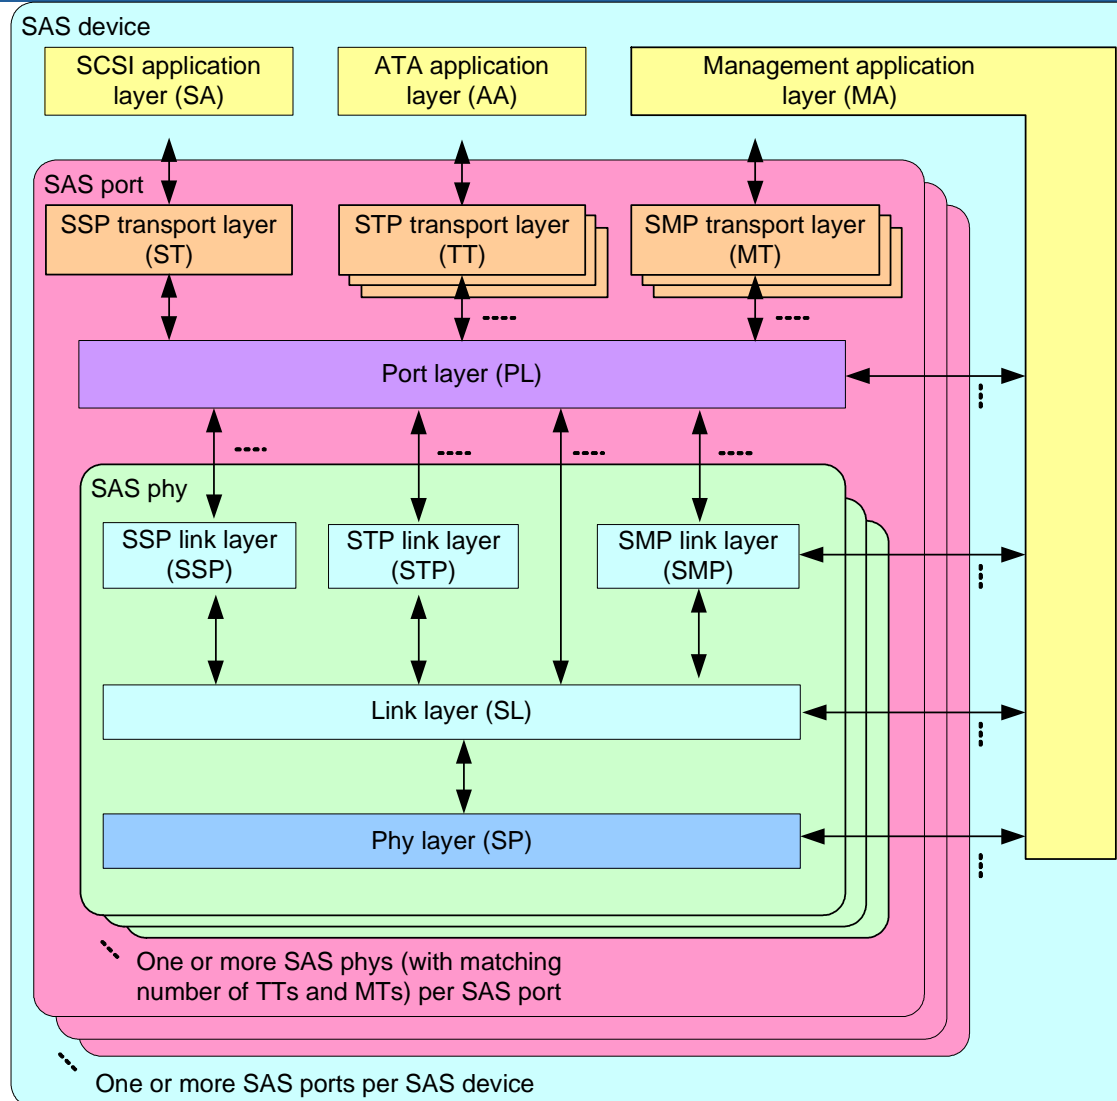 SAS device
SCSI application
layer (SA)
ATA application
layer (AA)
Management application
layer (MA)
SAS port
SSP transport layer
(ST)
STP transport layer
(TT)
SMP transport layer
(MT)
Port layer (PL)
SAS phy
SSP link layer
(SSP)
STP link layer
(STP)
SMP link layer
(SMP)
Link layer (SL)
Phy layer (SP)
One or more SAS phys (with matching
number of TTs and MTs) per SAS port
One or more SAS ports per SAS device